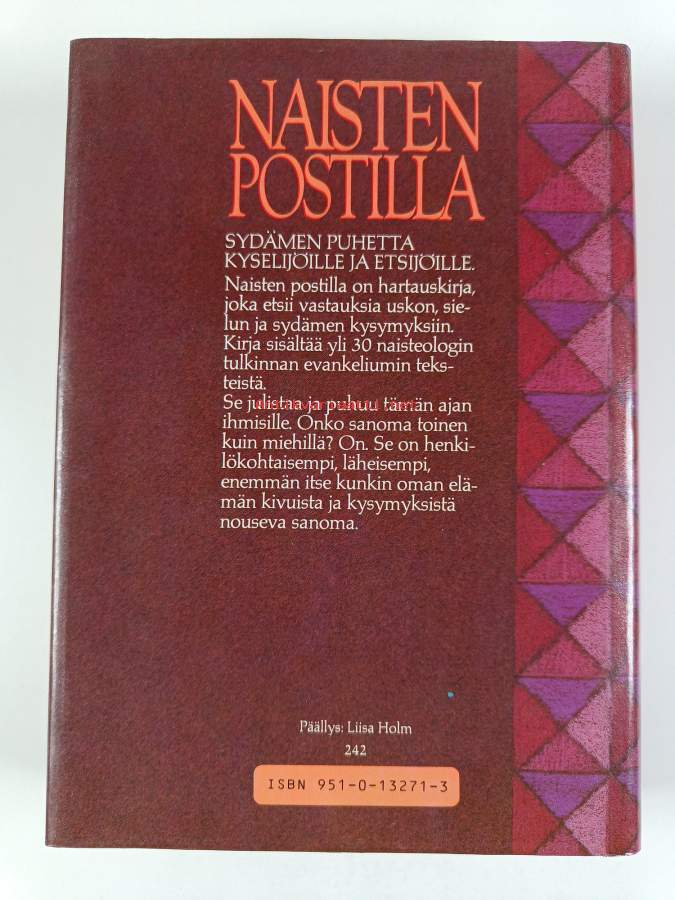 NAISTEN
POSTILLA
SYDÄMEN PUHETTA
KYSELIJÖILLE JA ETSIJÖILLE.
Naisten postilla on hartauskirja,
joka etsii vastauksia uskon, sie-
lun ja sydämen kysymyksiin.
Kirja sisältää yli 30 naisteologin
tulkinnan evankeliumin teks-
teistä.
Se julistaa ja puhuu tämän ajan
ihmisille. Onko sanoma toinen
kuin miehillä? On. Se on henki-
lökohtaisempi, läheisempi,
enemmän itse kunkin oman elä-
män kivuista ja kysymyksistä
nouseva sanoma.
Päällys: Liisa Holm
242
ISBN 951-0-13271-3